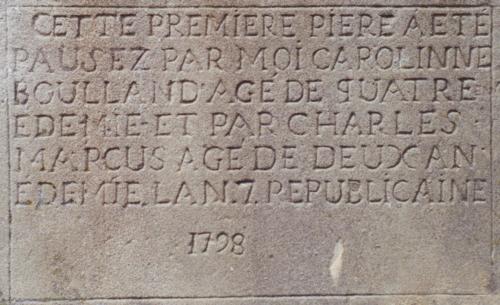 CETTE PREMIERE PIERE A ETE
PAUSEZ PAR MOI CAROLINNE
BOULLAND AGÉ DE QUATRE
EDEMIE ET PAR CHARLES
MARCUS AGE DE DEUX AN
EDEMIE. LAN. 7. REPUBLICAINE
1798